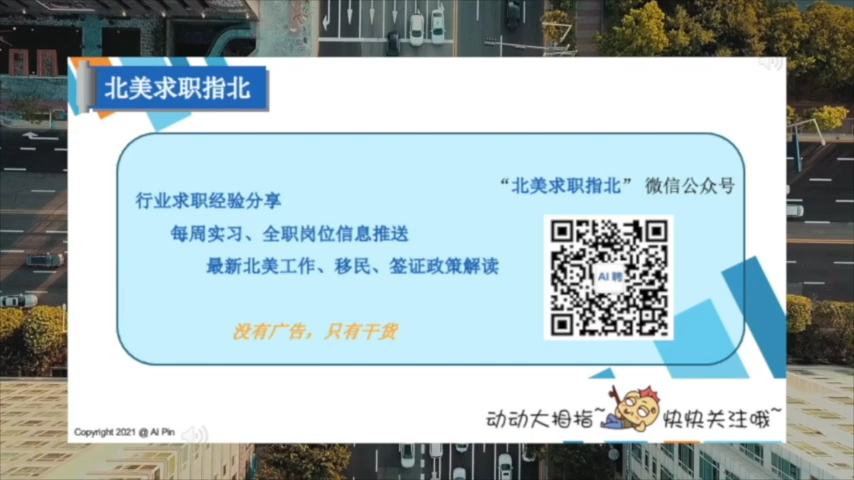 北美求职指北
行业求职经验分享
每周实习、全职岗位信息推送
最新北美工作、移民、签证政策解读
没有广告，只有干货
“北美求职指北” 微信公众号
AI 聘
动动大拇指~
快快关注哦~
Copyright 2021 @ Ai Pin